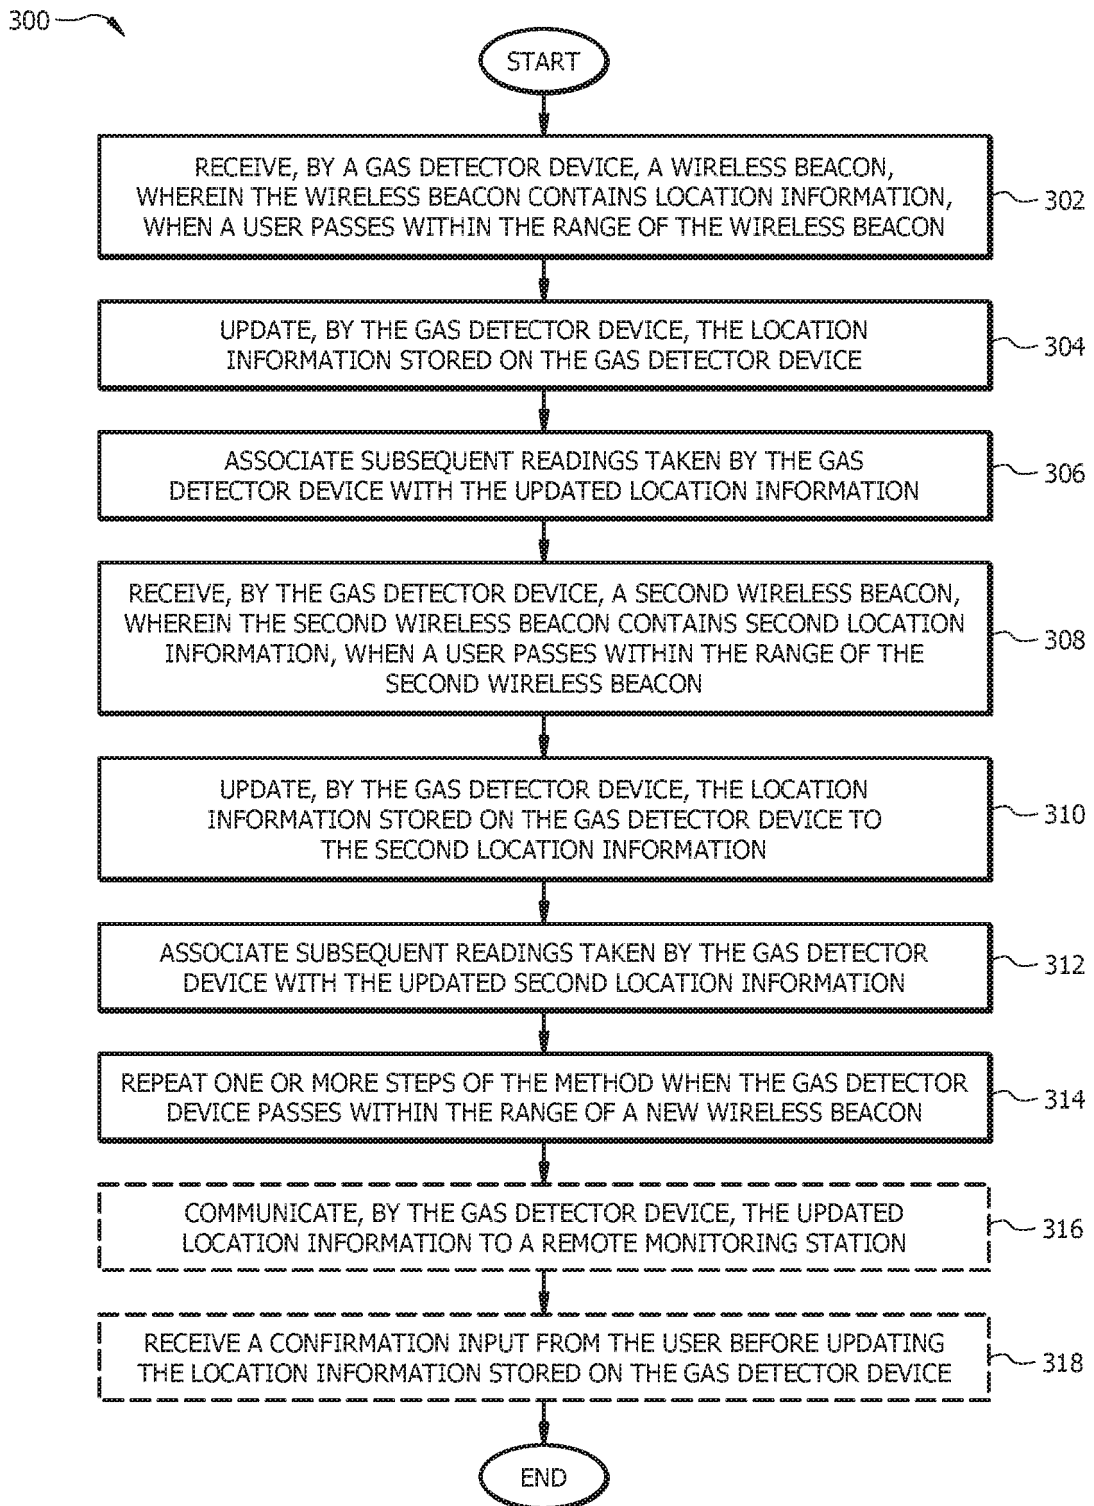 300
START
RECEIVE, BY A GAS DETECTOR DEVICE, A WIRELESS BEACON,
WHEREIN THE WIRELESS BEACON CONTAINS LOCATION INFORMATION,
WHEN A USER PASSES WITHIN THE RANGE OF THE WIRELESS BEACON
302
UPDATE, BY THE GAS DETECTOR DEVICE, THE LOCATION
INFORMATION STORED ON THE GAS DETECTOR DEVICE
304
ASSOCIATE SUBSEQUENT READINGS TAKEN BY THE GAS
DETECTOR DEVICE WITH THE UPDATED LOCATION INFORMATION
306
RECEIVE, BY THE GAS DETECTOR DEVICE, A SECOND WIRELESS BEACON,
WHEREIN THE SECOND WIRELESS BEACON CONTAINS SECOND LOCATION
INFORMATION, WHEN A USER PASSES WITHIN THE RANGE OF THE
SECOND WIRELESS BEACON
308
UPDATE, BY THE GAS DETECTOR DEVICE, THE LOCATION
INFORMATION STORED ON THE GAS DETECTOR DEVICE TO
THE SECOND LOCATION INFORMATION
310
ASSOCIATE SUBSEQUENT READINGS TAKEN BY THE GAS DETECTOR
DEVICE WITH THE UPDATED SECOND LOCATION INFORMATION
312
REPEAT ONE OR MORE STEPS OF THE METHOD WHEN THE GAS DETECTOR
DEVICE PASSES WITHIN THE RANGE OF A NEW WIRELESS BEACON
314
COMMUNICATE, BY THE GAS DETECTOR DEVICE, THE UPDATED
LOCATION INFORMATION TO A REMOTE MONITORING STATION
316
RECEIVE A CONFIRMATION INPUT FROM THE USER BEFORE UPDATING
THE LOCATION INFORMATION STORED ON THE GAS DETECTOR DEVICE
318
END